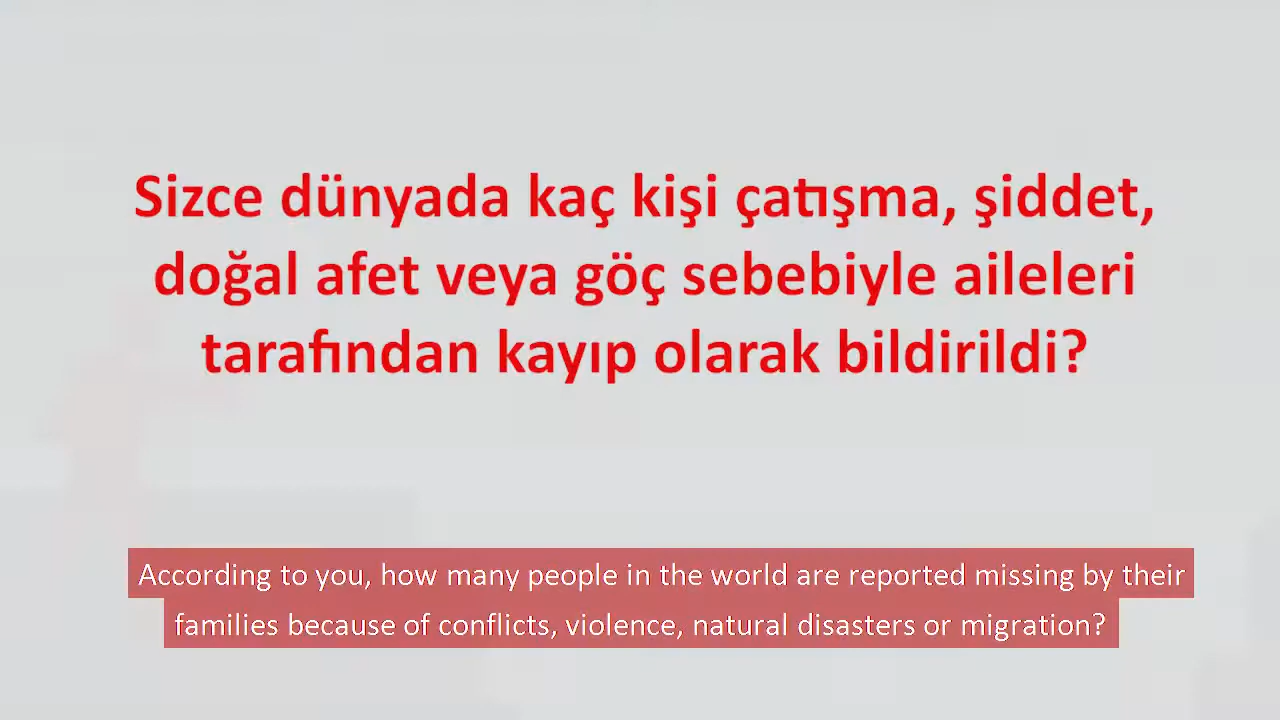 Sizce dünyada kaç kişi çatışma, şiddet,
doğal afet veya göç sebebiyle aileleri
tarafından kayıp olarak bildirildi?
According to you, how many people in the world are reported missing by their
families because of conflicts, violence, natural disasters or migration?